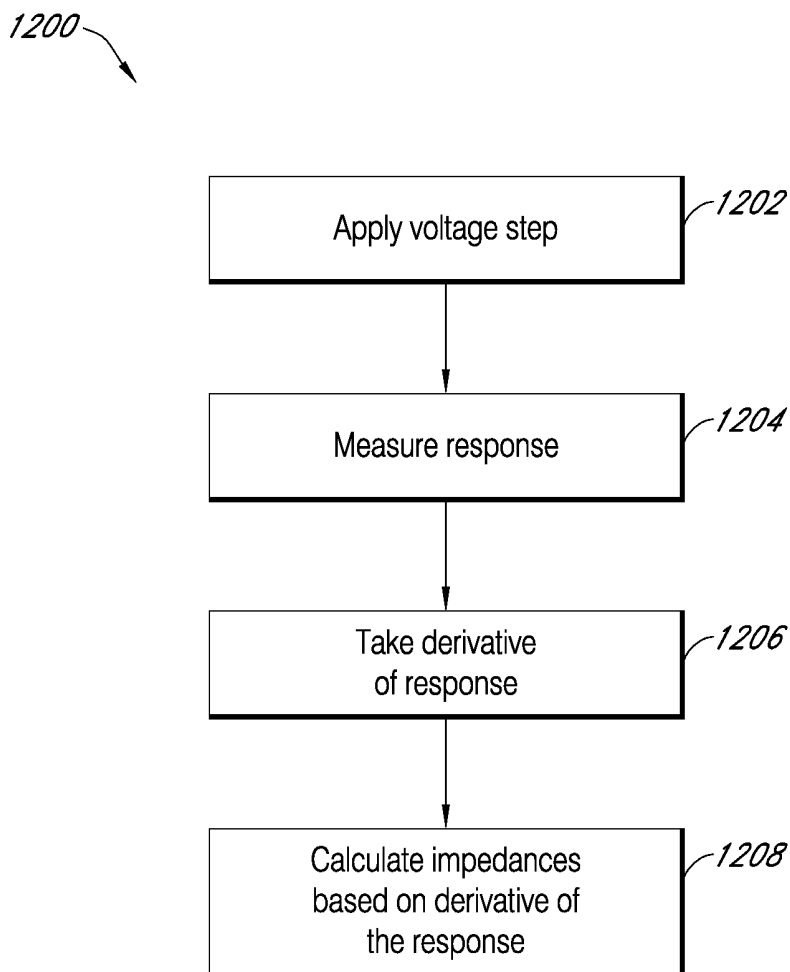 1200
Apply voltage step
1202
Measure response
1204
Take derivative
of response
1206
Calculate impedances
based on derivative of
the response
1208